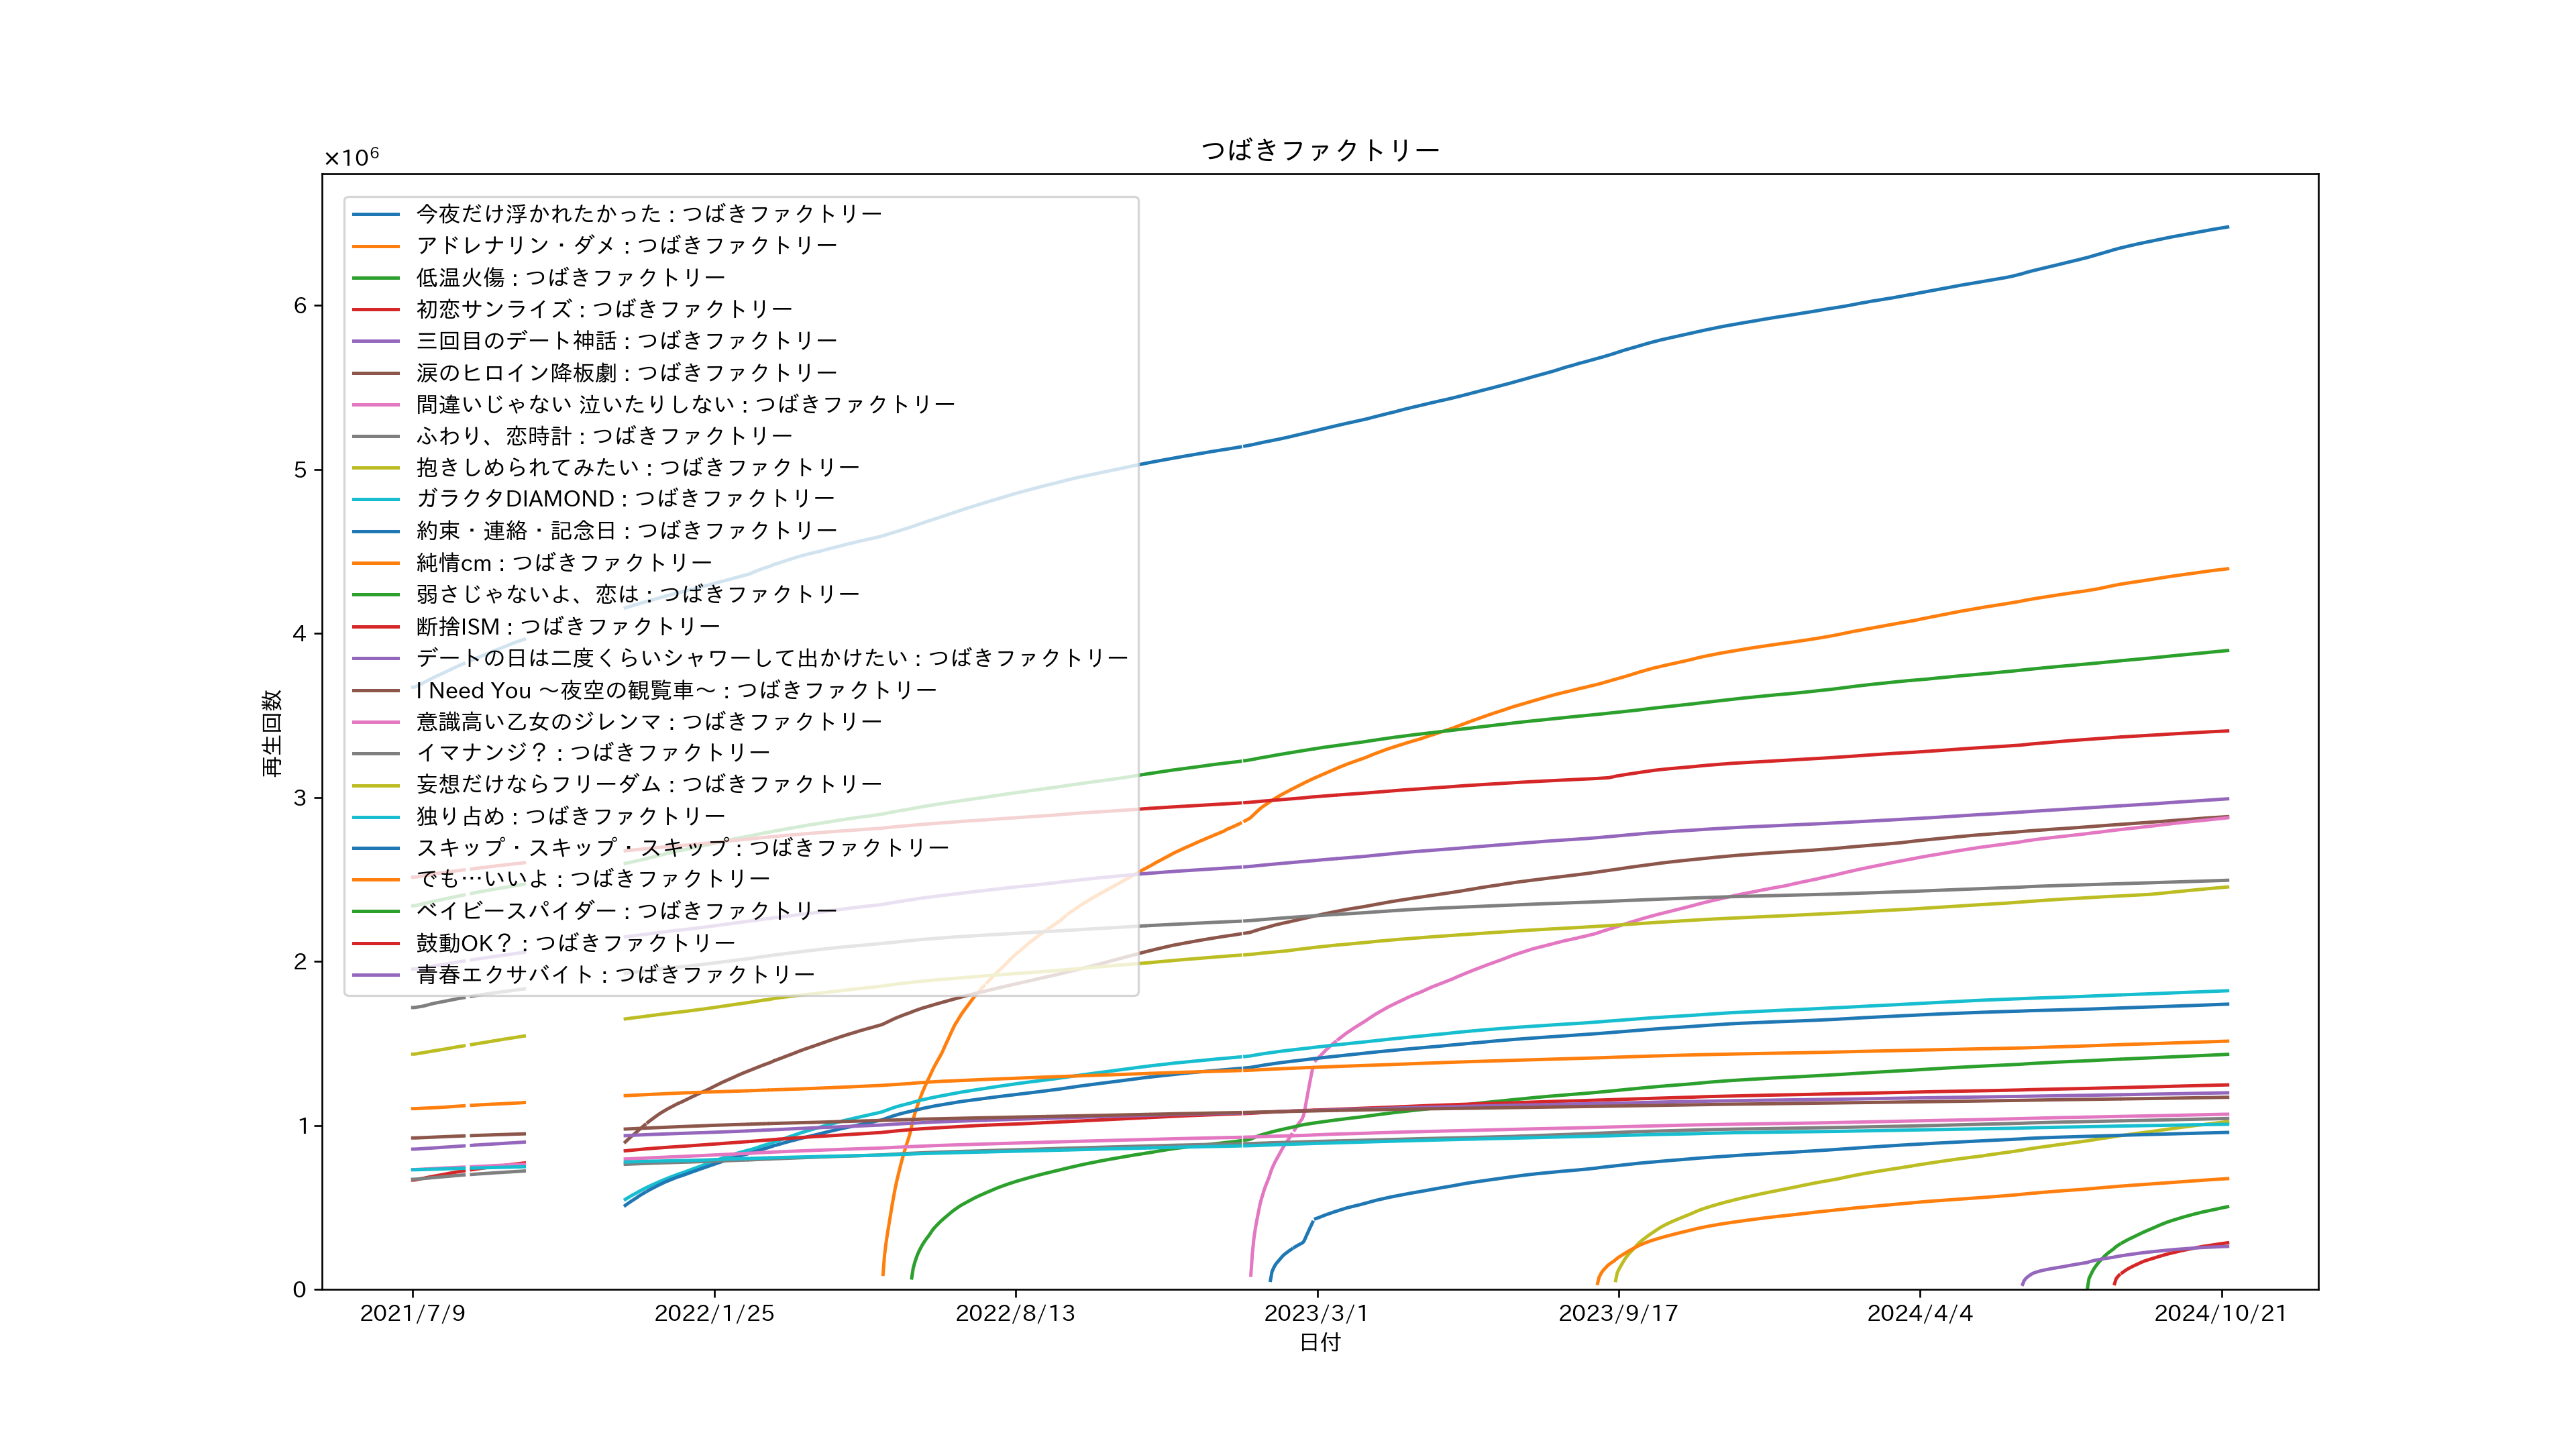 つばきファクトリー
×10⁶
今夜だけ浮かれたかった : つばきファクトリー
アドレナリン・ダメ : つばきファクトリー
低温火傷 : つばきファクトリー
初恋サンライズ : つばきファクトリー
三回目のデート神話 : つばきファクトリー
涙のヒロイン降板劇 : つばきファクトリー
間違いじゃない 泣いたりしない : つばきファクトリー
ふわり、恋時計 : つばきファクトリー
抱きしめられてみたい : つばきファクトリー
ガラクタDIAMOND : つばきファクトリー
約束・連絡・記念日 : つばきファクトリー
純情cm : つばきファクトリー
弱さじゃないよ、恋は : つばきファクトリー
断捨ISM : つばきファクトリー
デートの日は二度くらいシャワーして出かけたい : つばきファクトリー
I Need You 〜夜空の観覧車〜 : つばきファクトリー
意識高い乙女のジレンマ : つばきファクトリー
イマナンジ？ : つばきファクトリー
妄想だけならフリーダム : つばきファクトリー
独り占め : つばきファクトリー
スキップ・スキップ・スキップ : つばきファクトリー
でも…いいよ : つばきファクトリー
ベイビースパイダー : つばきファクトリー
鼓動OK？ : つばきファクトリー
青春エクサバイト : つばきファクトリー
再生回数
6
5
4
3
2
1
0
2021/7/9
2022/1/25
2022/8/13
2023/3/1
2023/9/17
2024/4/4
2024/10/21
日付